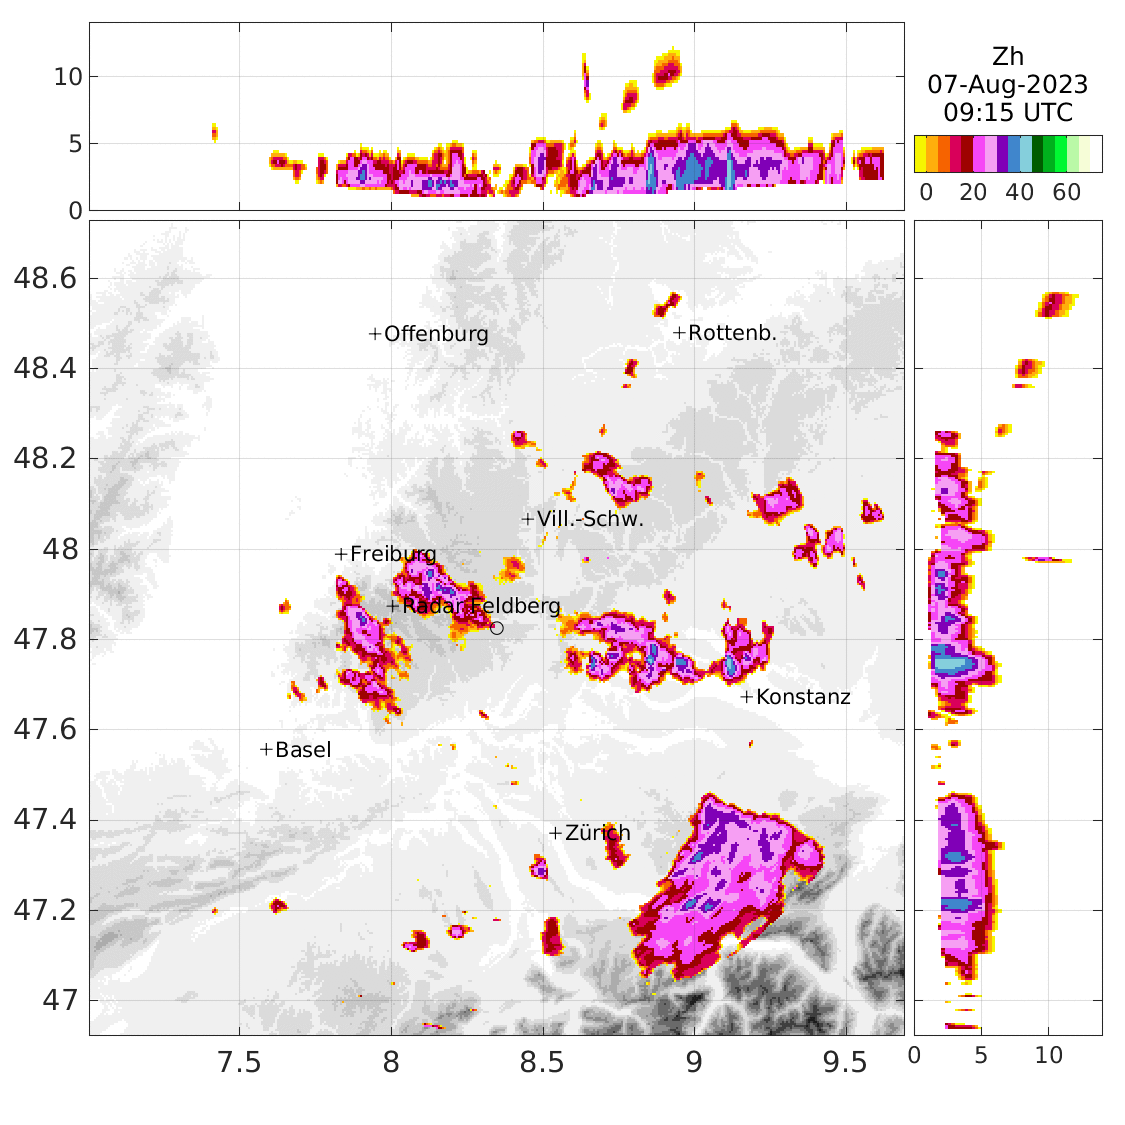 10
5
0
Zh
07-Aug-2023
09:15 UTC
0 20 40 60
48.6
48.4
48.2
48
47.8
47.6
47.4
47.2
47
+Offenburg
+Rottenb.
+Vill.-Schw.
+Freiburg
+Radar Feldberg
+Konstanz
+Basel
+Zürich
7.5 8 8.5 9 9.5
0 5 10